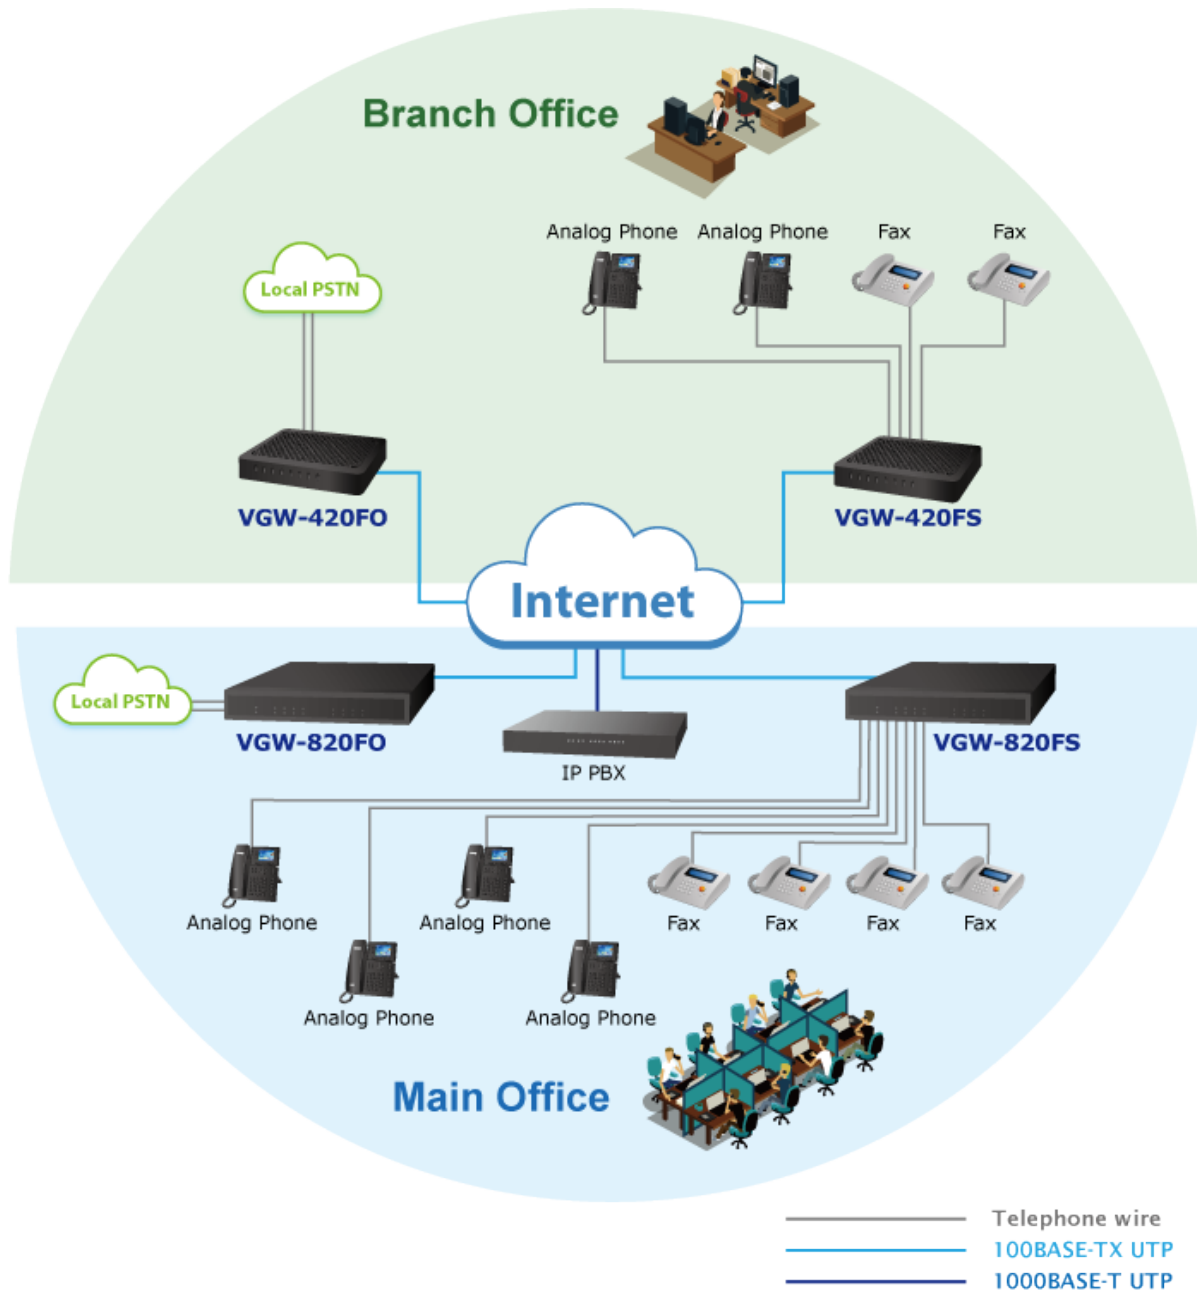 Branch Office
Analog Phone
Analog Phone
Fax
Fax
Local PSTN
VGW-420FO
VGW-420FS
Internet
Local PSTN
VGW-820FO
IP PBX
VGW-820FS
Analog Phone
Analog Phone
Fax
Fax
Fax
Fax
Analog Phone
Analog Phone
Main Office
Telephone wire
100BASE-TX UTP
1000BASE-T UTP